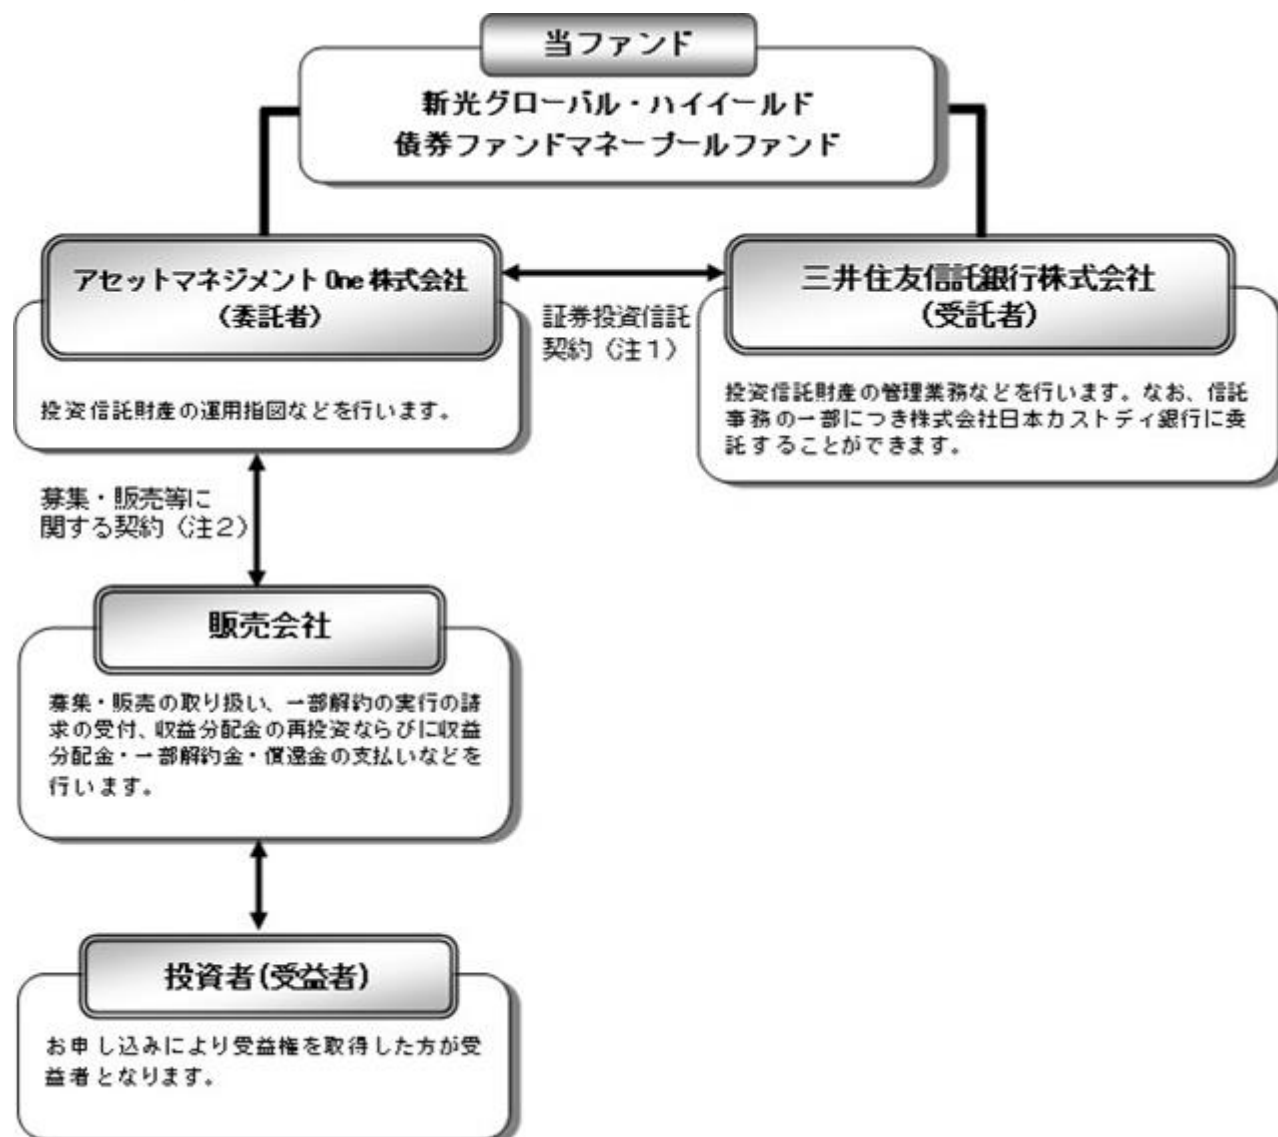 当ファンド
新光グローバル・ハイイールド
債券ファンドマネープールファンド
アセットマネジメント One 株式会社
（委託者）
投資信託財産の運用指図などを行います。
証券投資信託
契約（注１）
三井住友信託銀行株式会社
（受託者）
投資信託財産の管理業務などを行います。なお、信託
事務の一部につき株式会社日本カストディ銀行に委
託することができます。
募集・販売等に
関する契約（注２）
販売会社
募集・販売の取り扱い、一部解約の実行の請
求の受付、収益分配金の再投資ならびに収益
分配金・一部解約金・償還金の支払いなどを
行います。
投資者(受益者)
お申し込みにより受益権を取得した方が受
益者となります。